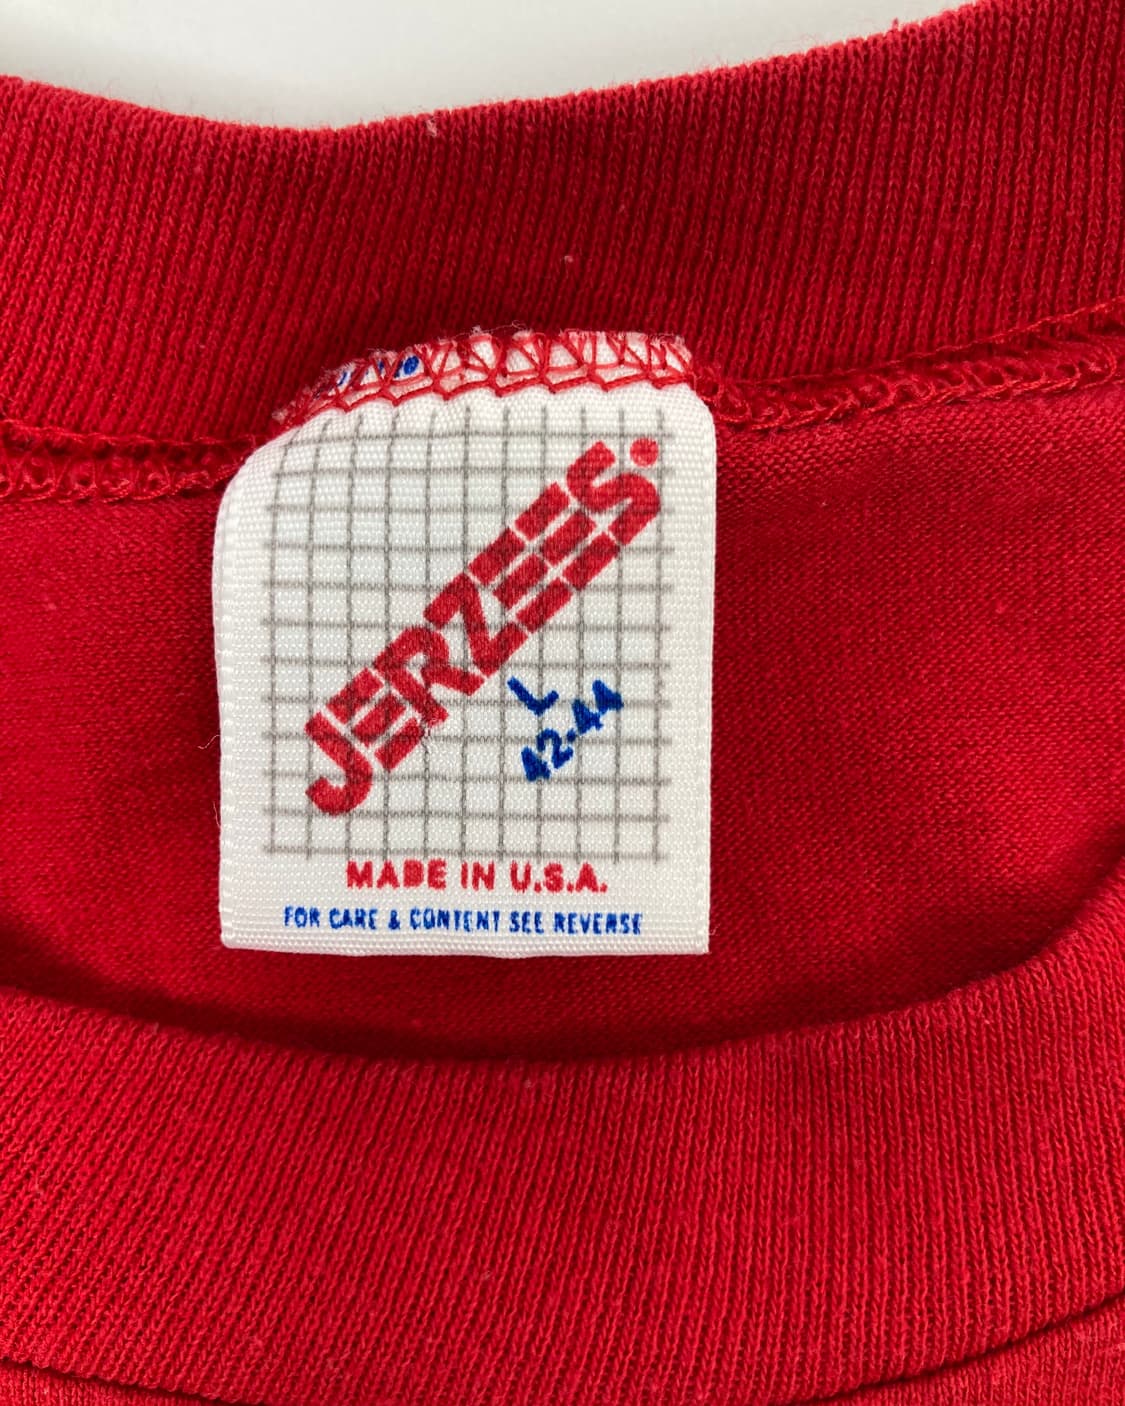 JERZEES.
L
42-44
MADE IN U.S.A.
FOR CARE & CONTENT SEE REVERSE